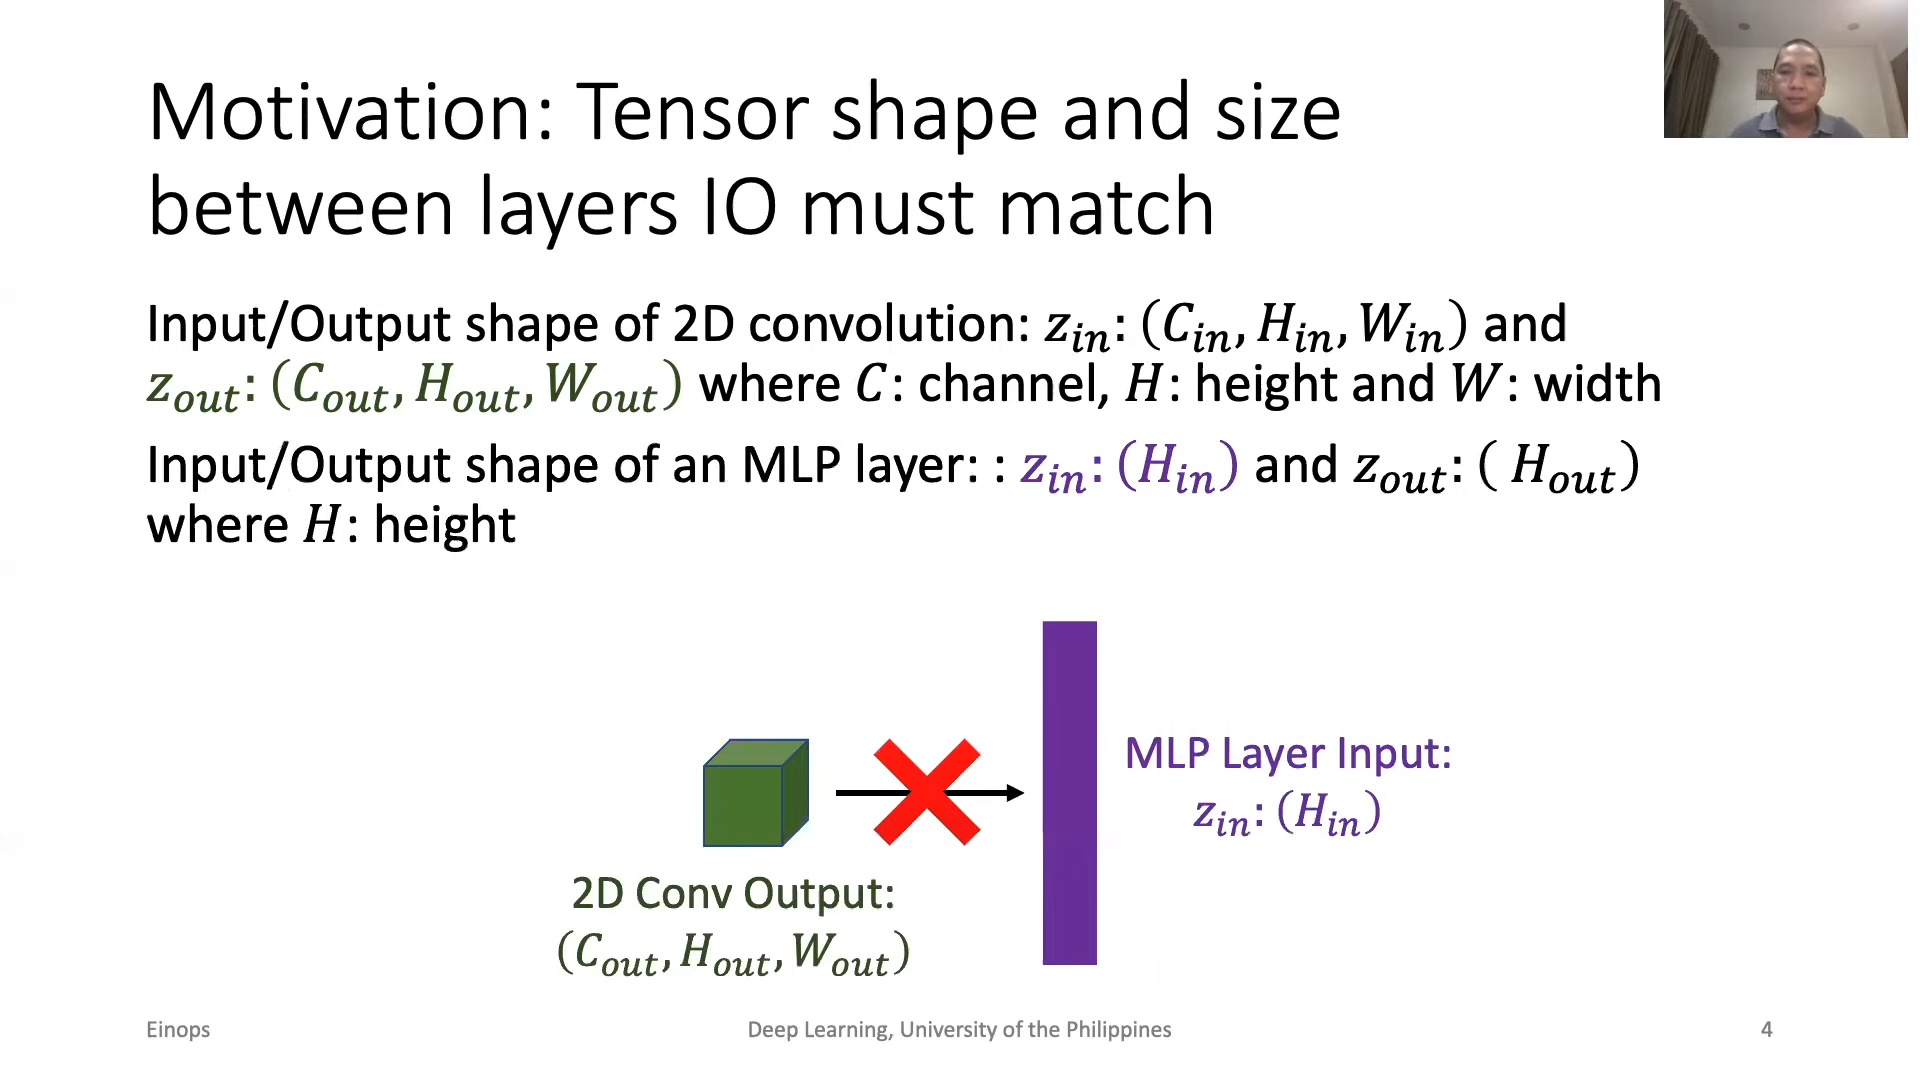 Motivation: Tensor shape and size
between layers IO must match
Input/Output shape of 2D convolution: z_in: (C_in, H_in, W_in) and
z_out: (C_out, H_out, W_out) where C: channel, H: height and W: width
Input/Output shape of an MLP layer: : z_in: (H_in) and z_out: ( H_out)
where H: height
MLP Layer Input:
z_in: (H_in)
2D Conv Output:
(C_out, H_out, W_out)
Einops
Deep Learning, University of the Philippines
4